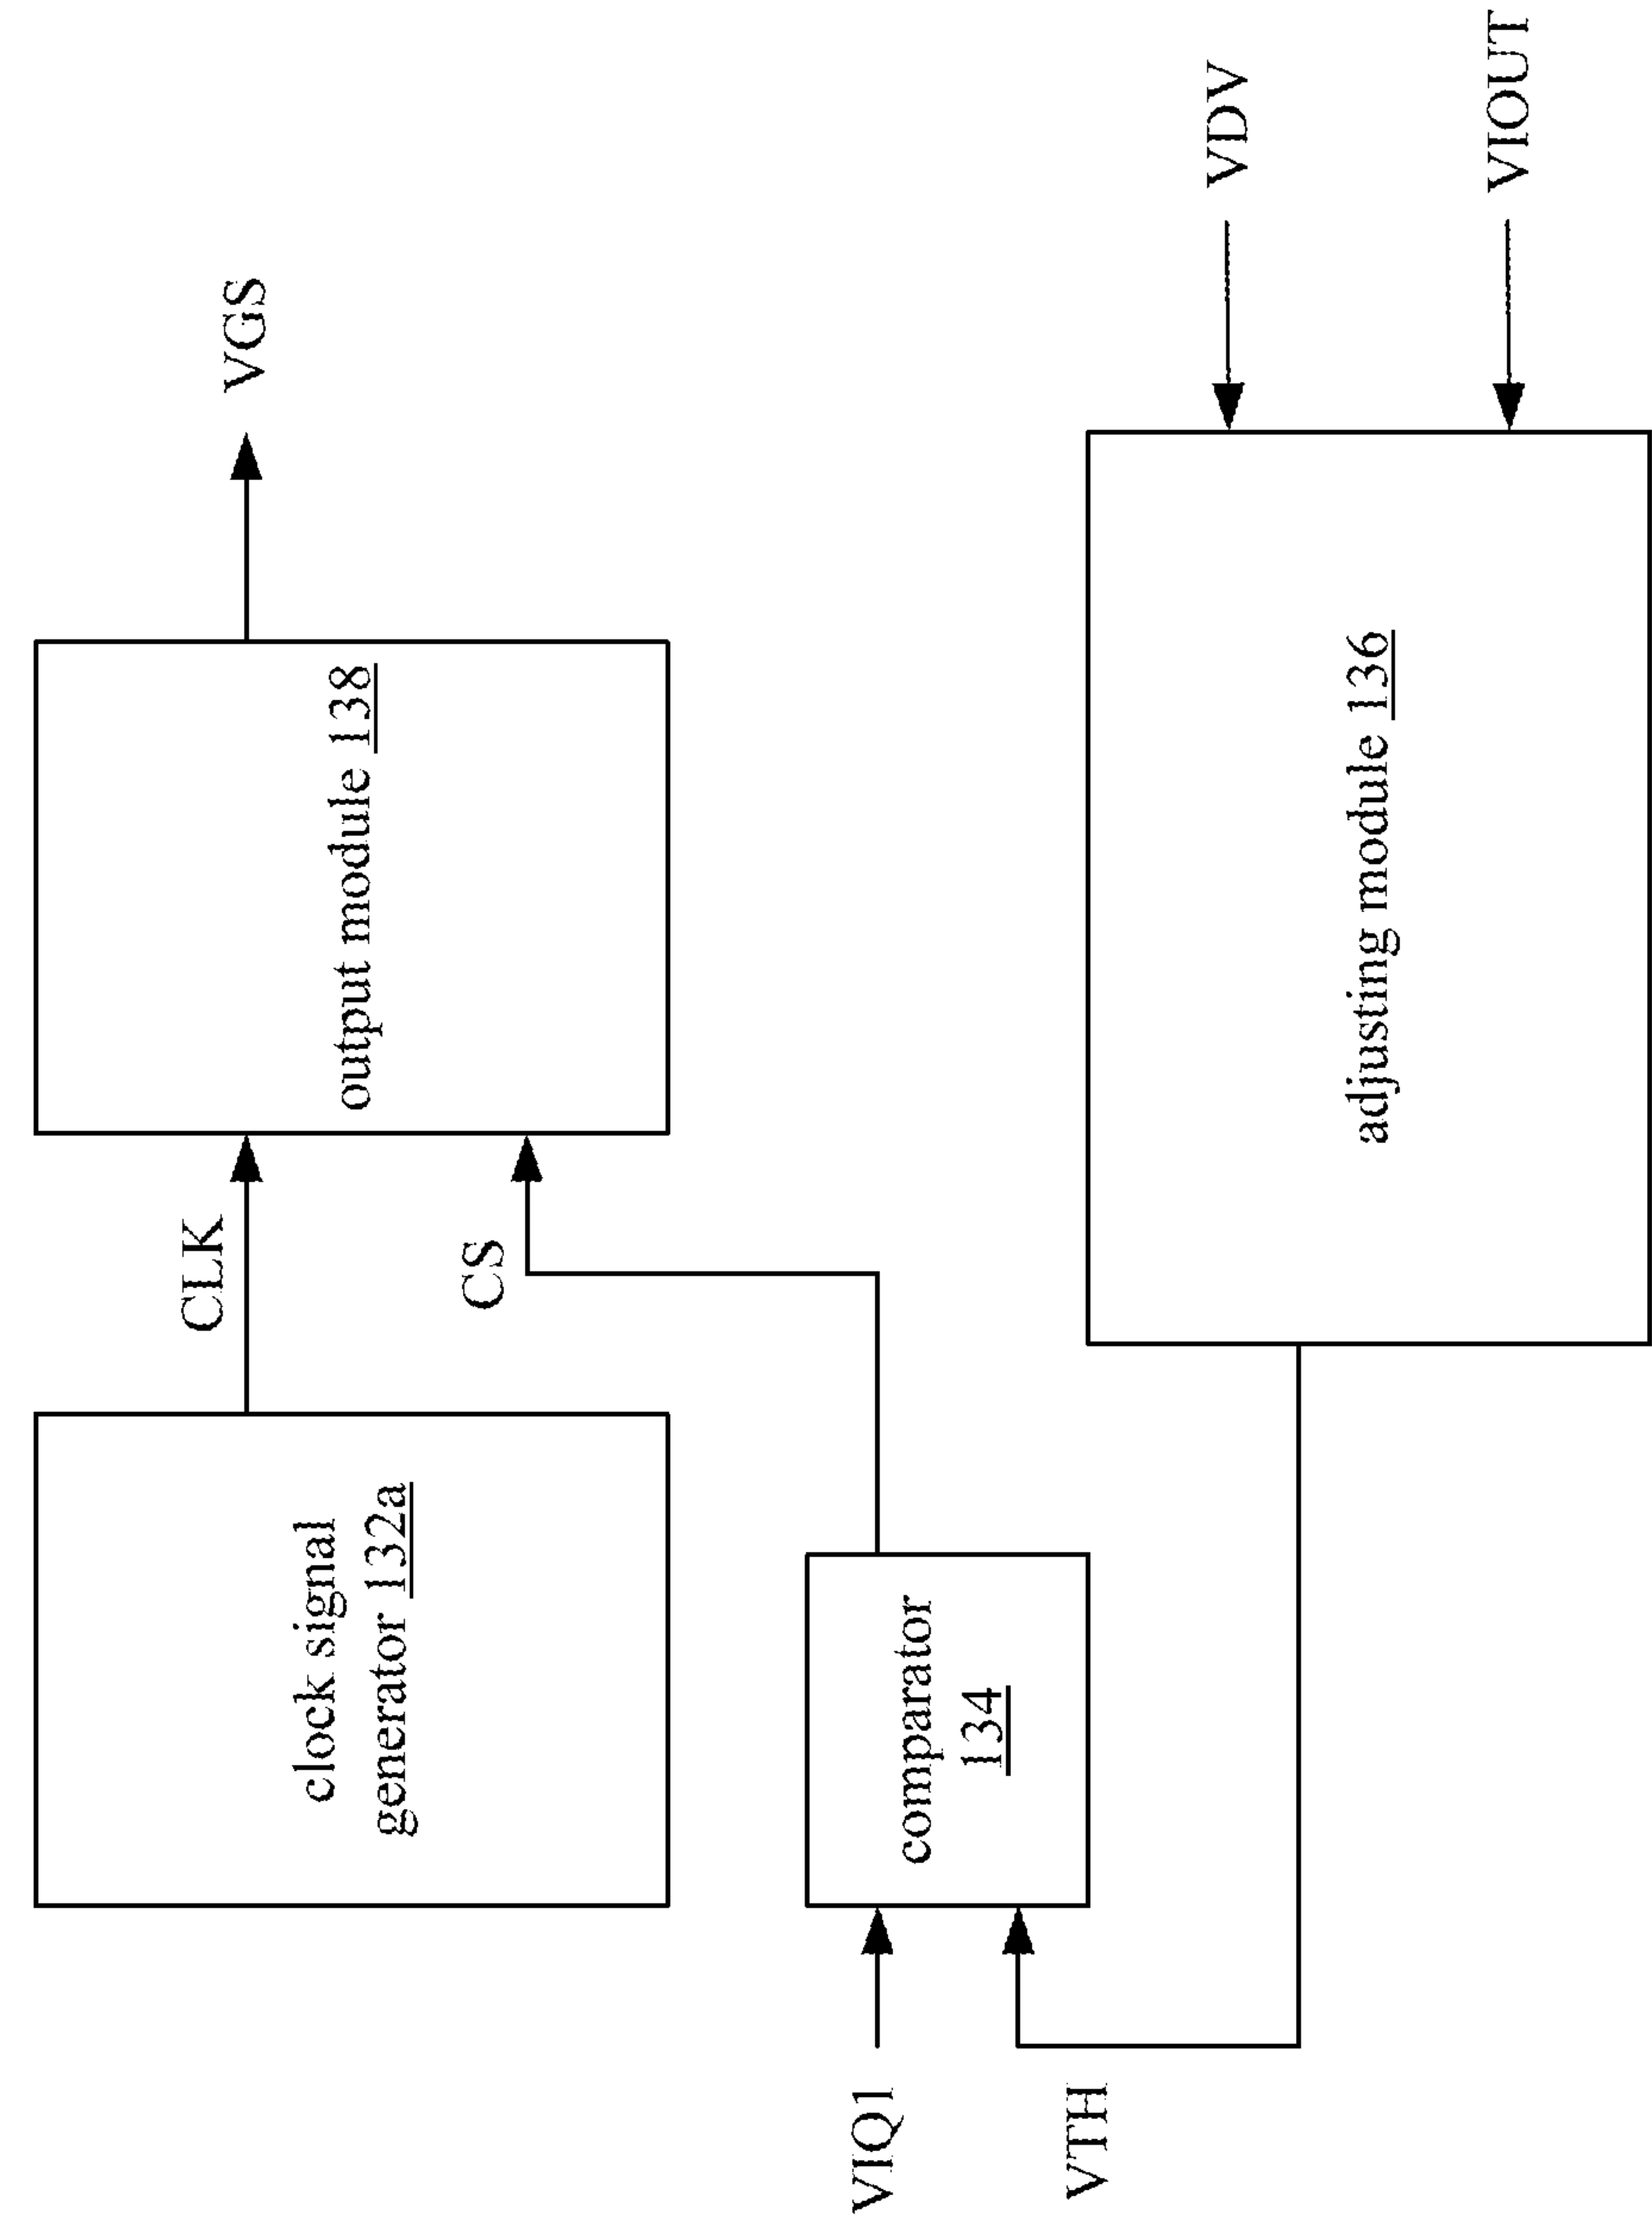 clock signal
generator 132a
CLK
output module 138
VGS
CS
VIQ1
comparator
134
VTH
adjusting module 136
VDV
VIOUT